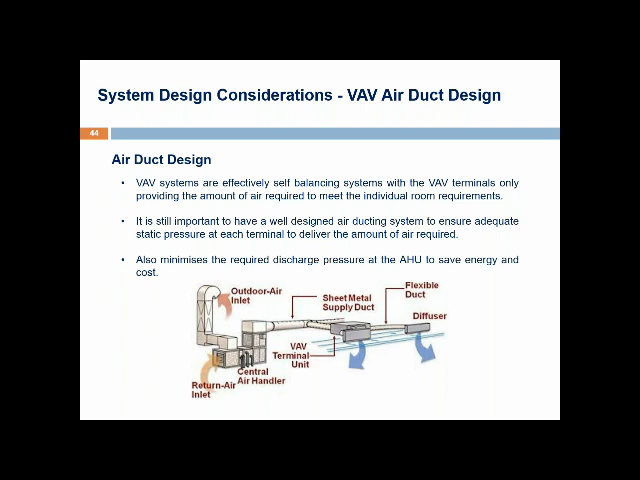 System Design Considerations - VAV Air Duct Design
44
Air Duct Design
• VAV systems are effectively self balancing systems with the VAV terminals only
providing the amount of air required to meet the individual room requirements.
• It is still important to have a well designed air ducting system to ensure adequate
static pressure at each terminal to deliver the amount of air required.
• Also minimises the required discharge pressure at the AHU to save energy and
cost.
Outdoor-Air
Inlet
Sheet Metal
Supply Duct
Flexible
Duct
Diffuser
VAV
Terminal
Unit
Central
Air Handler
Return-Air
Inlet